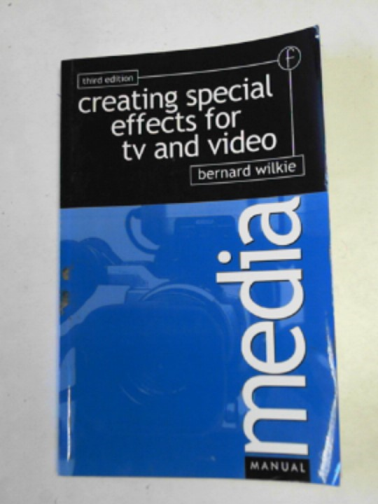 third edition
f
creating special
effects for
tv and video
bernard wilkie
media
MANUAL